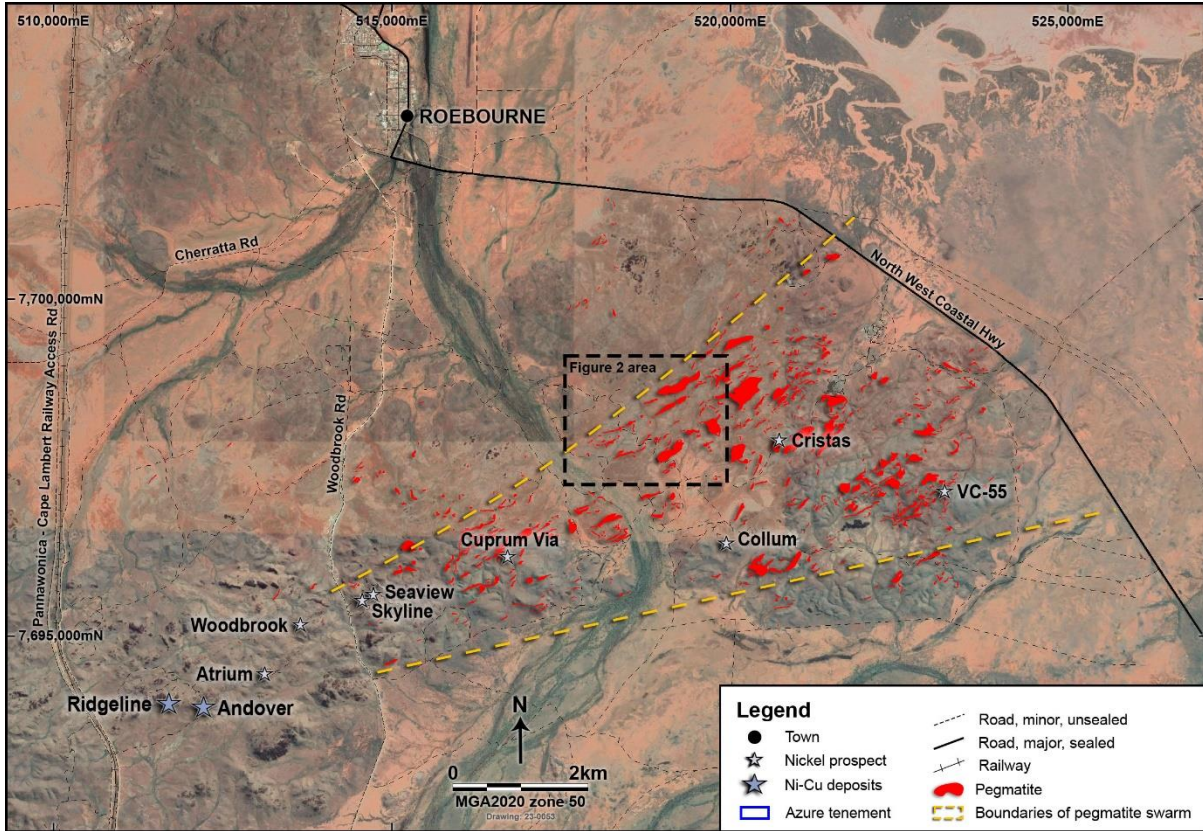 510,000mE
515,000mE
520,000mE
525,000mE
ROEBOURNE
Cherratta Rd
North West Coastal Hwy
7,700,000mN
Pannawonica - Cape Lambert Railway Access Rd
Woodbrook Rd
Figure 2 area
Cristas
VC-55
Cuprum Via
Collum
Seaview
Skyline
Woodbrook
7,695,000mN
Atrium
Ridgeline
Andover
N
0 2km
MGA2020 zone 50
Drawing: 23-0053
Legend
Town
Nickel prospect
Ni-Cu deposits
Azure tenement
Road, minor, unsealed
Road, major, sealed
Railway
Pegmatite
Boundaries of pegmatite swarm